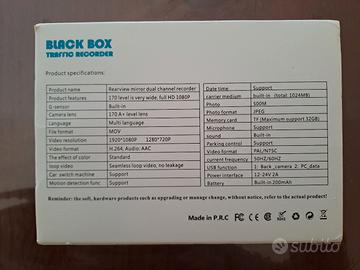 BLACK BOX
TRAFFIC RECORDER
Product specifications:
Product name Rearview mirror dual channel recorder
Product features 170 level is very wide, full HD 1080P
G-sensor Built-in
Camera lens 170 A+ level lens
Language Multi language
File format MOV
Video resolution 1920*1080P 1280*720P
Video format H.264, Audio: AAC
The effect of color Standard
loop video Seamless loop video, no leakage
Car switch machine Support
Motion detection func Support
Date time Support
carrier medium built-in (total:1024MB)
Photo 500M
Photo format JPEG
Memory card TF (Maximum support 32GB)
Microphone Support
sound Built-in
Parking control Support
Video format PAL/NTSC
current frequency 50HZ/60HZ
USB function 1: Back_camera 2: PC_data
Power interface 12-24V 2A
Battery Built-in 200mAh
Reminder: the soft, hardware products such as upgrading or manage change, without notice, refer to the actual product!
Made in P.R.C
subito